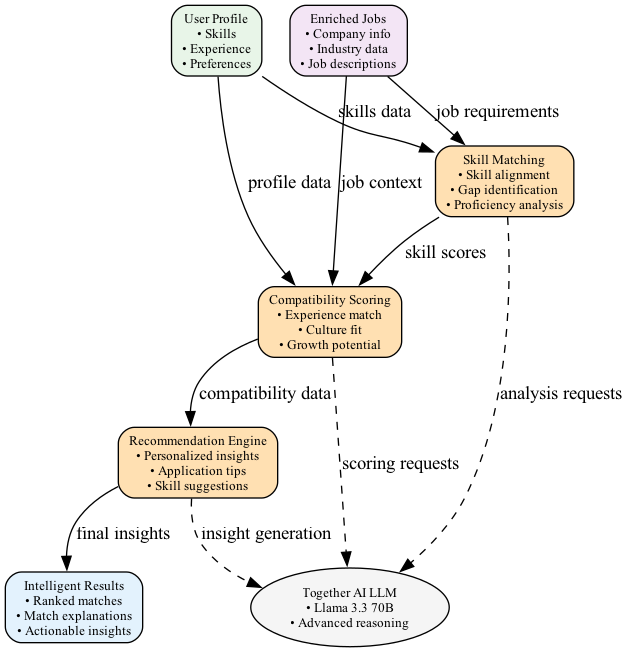 User Profile
• Skills
• Experience
• Preferences
Enriched Jobs
• Company info
• Industry data
• Job descriptions
skills data
job requirements
Skill Matching
• Skill alignment
• Gap identification
• Proficiency analysis
profile data
job context
skill scores
Compatibility Scoring
• Experience match
• Culture fit
• Growth potential
compatibility data
analysis requests
Recommendation Engine
• Personalized insights
• Application tips
• Skill suggestions
scoring requests
final insights
insight generation
Intelligent Results
• Ranked matches
• Match explanations
• Actionable insights
Together AI LLM
• Llama 3.3 70B
• Advanced reasoning